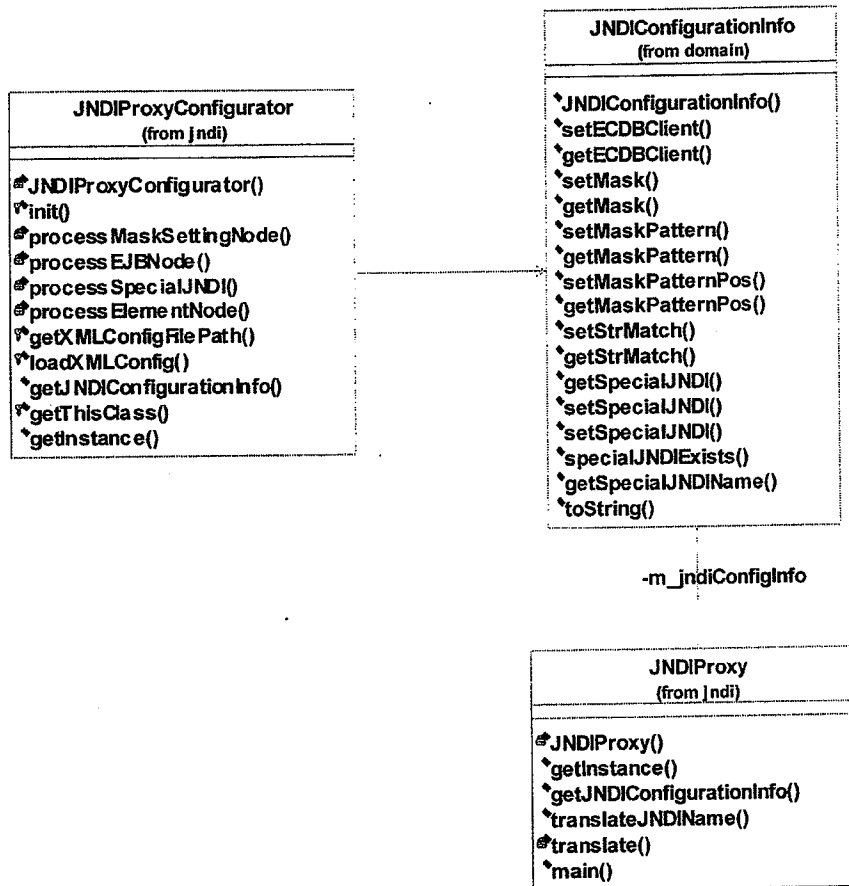 JNDIProxyConfigurator
(from jndi)
JNDIProxyConfigurator()
init()
processMaskSettingNode()
processEJBNode()
processSpecialJNDI()
processElementNode()
getXMLConfigFilePath()
loadXMLConfig()
getJNDIConfigurationInfo()
getThisClass()
getInstance()
JNDIConfigurationInfo
(from domain)
JNDIConfigurationInfo()
setECDBClient()
getECDBClient()
setMask()
getMask()
setMaskPattern()
getMaskPattern()
setMaskPatternPos()
getMaskPatternPos()
setStrMatch()
getStrMatch()
getSpecialJNDI()
setSpecialJNDI()
setSpecialJNDI()
specialJNDIExists()
getSpecialJNDIName()
toString()
-m_jndiConfigInfo
JNDIProxy
(from jndi)
JNDIProxy()
getInstance()
getJNDIConfigurationInfo()
translateJNDIName()
translate()
main()